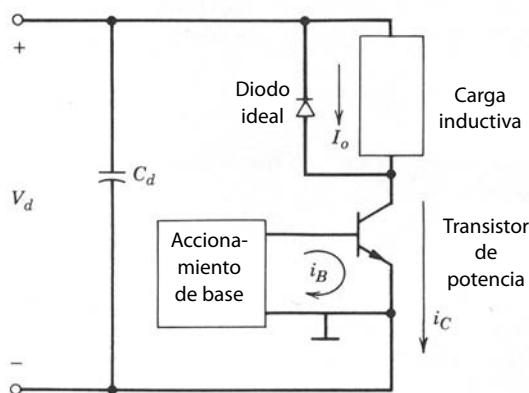 +
Diodo
ideal
I_o
Carga
inductiva
C_d
V_d
Acciona-
miento
de base
i_B
Transistor
de
potencia
i_C
−